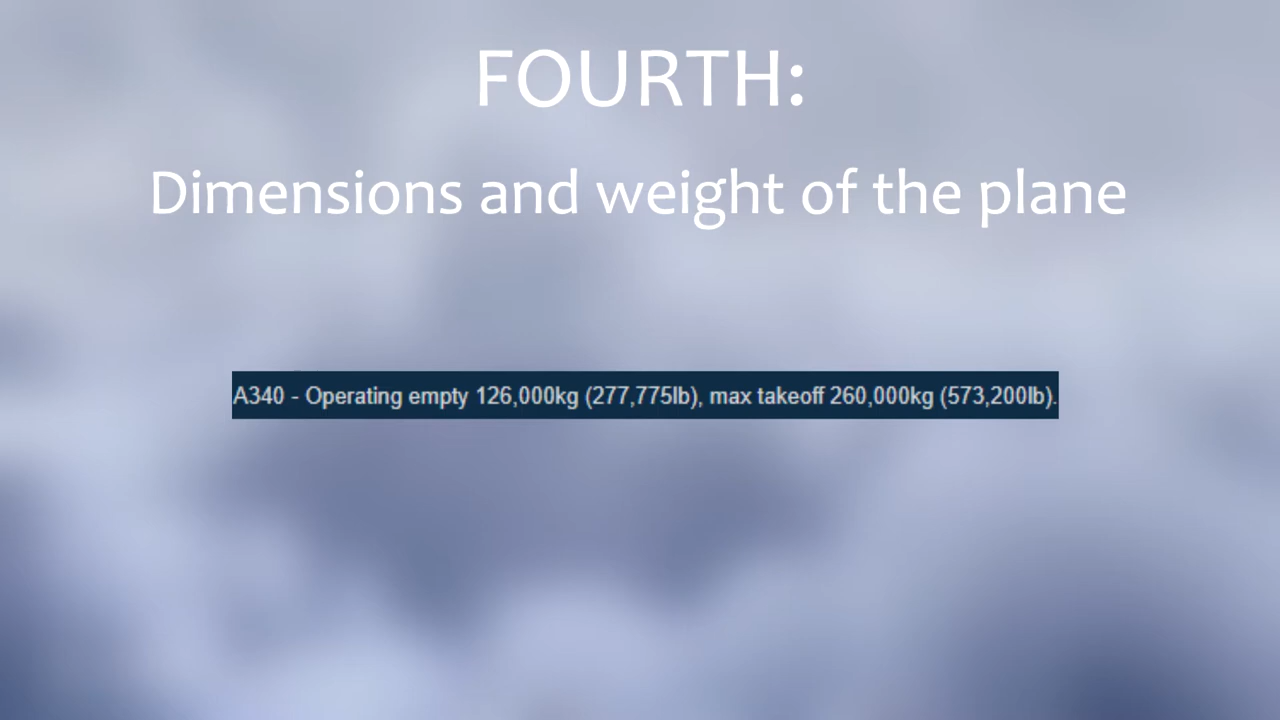 FOURTH:
Dimensions and weight of the plane
A340 - Operating empty 126,000kg (277,775lb), max takeoff 260,000kg (573,200lb).